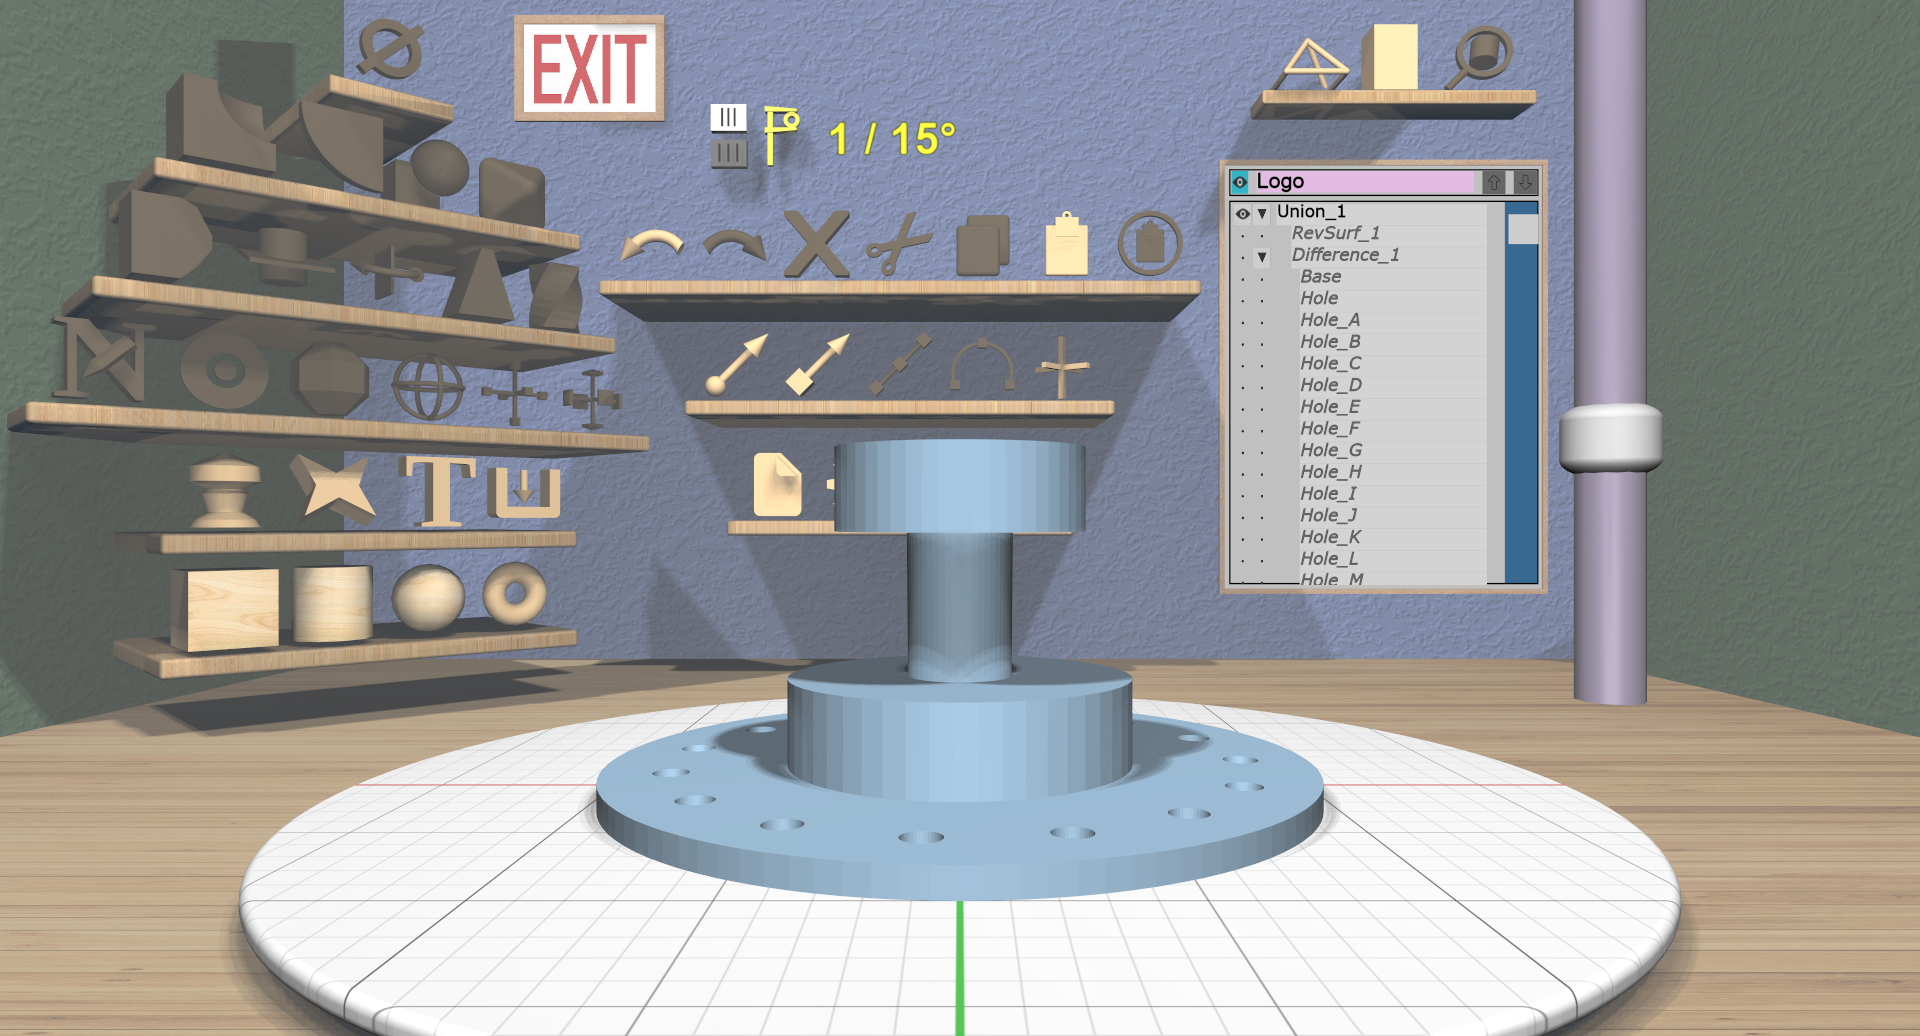 EXIT
1 / 15°
Logo
Union_1
RevSurf_1
Difference_1
Base
Hole
Hole_A
Hole_B
Hole_C
Hole_D
Hole_E
Hole_F
Hole_G
Hole_H
Hole_I
Hole_J
Hole_K
Hole_L
Hole_M